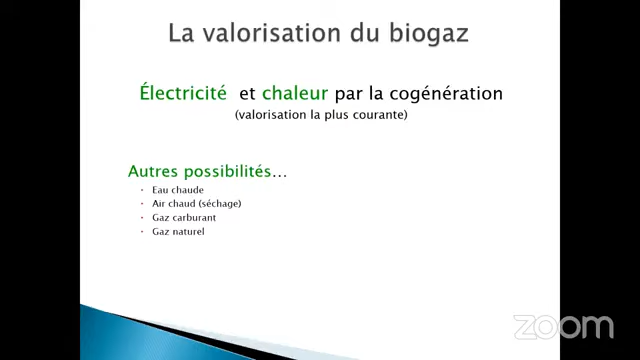 La valorisation du biogaz
Électricité et chaleur par la cogénération
(valorisation la plus courante)
Autres possibilités…
• Eau chaude
• Air chaud (séchage)
• Gaz carburant
• Gaz naturel
zoom